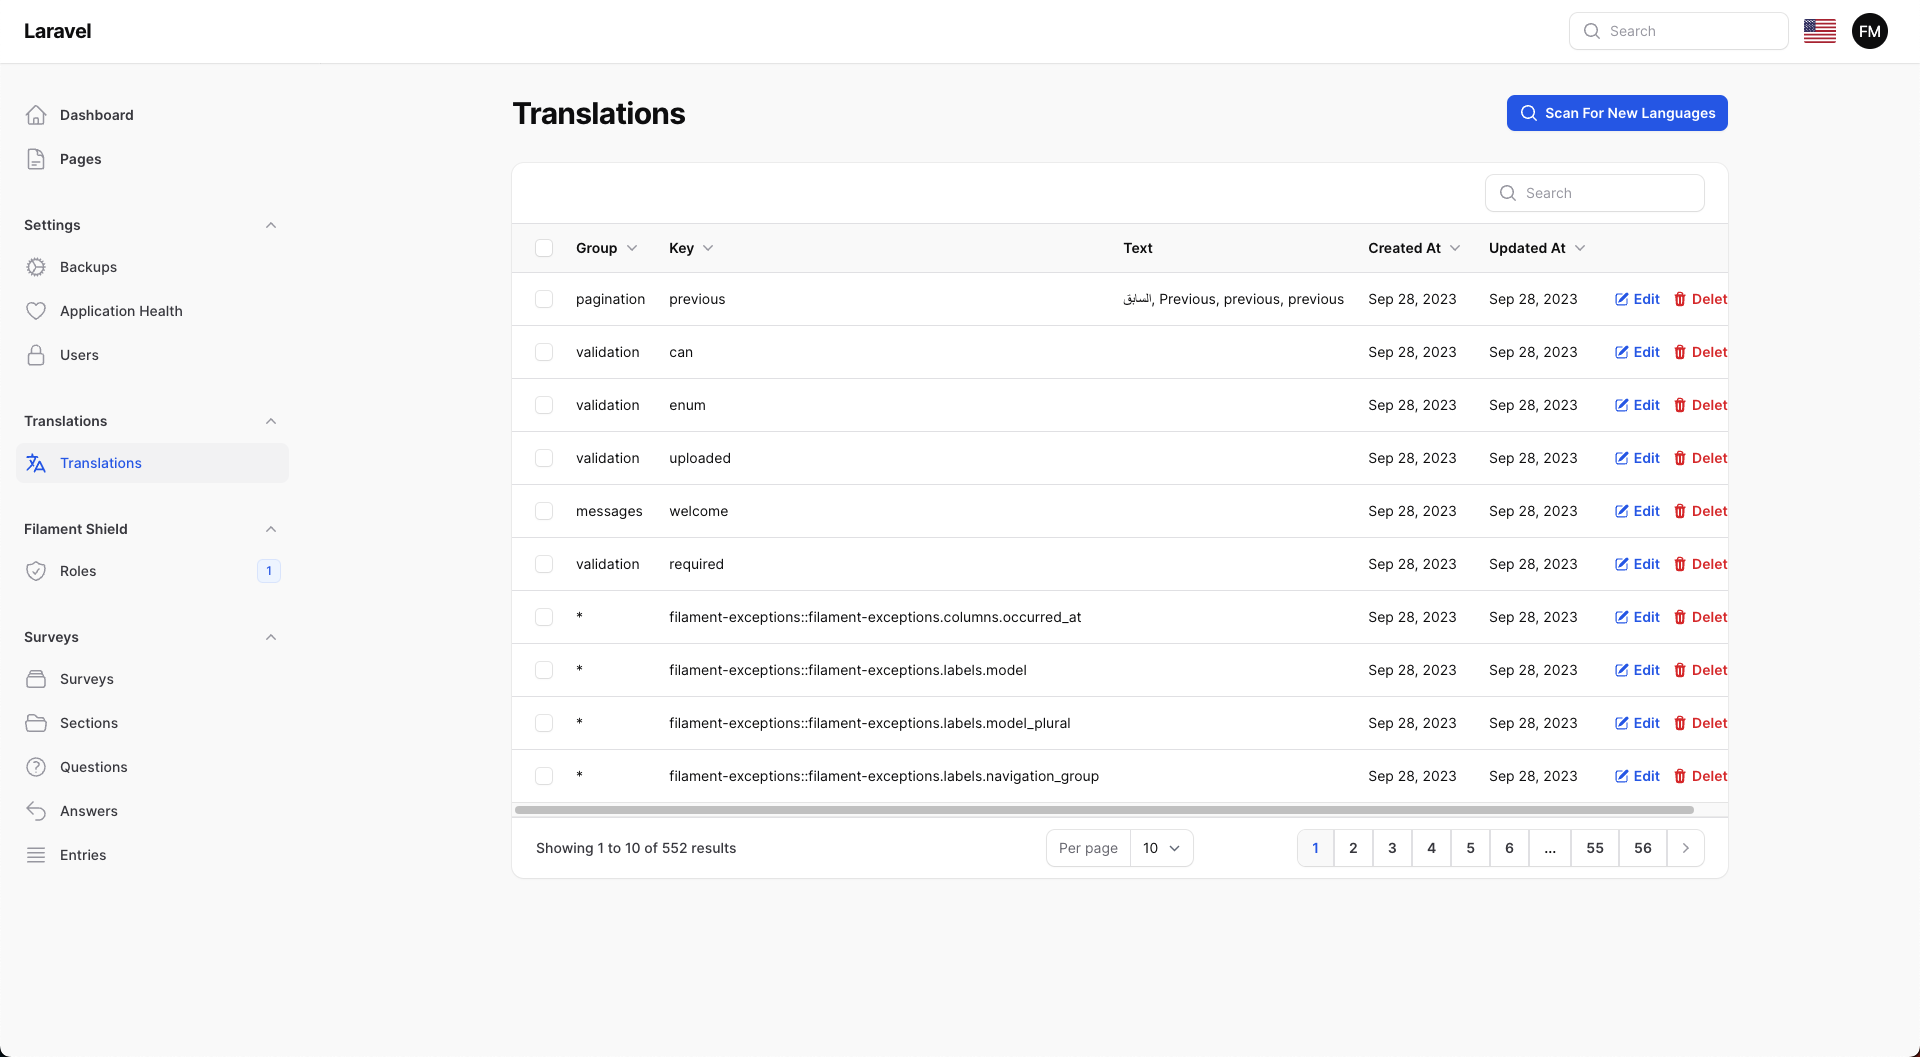 Laravel
Search
FM
Dashboard
Pages
Settings
Backups
Application Health
Users
Translations
Translations
Filament Shield
Roles 1
Surveys
Surveys
Sections
Questions
Answers
Entries
Translations
Scan For New Languages
Search
Group Key Text Created At Updated At
pagination previous السابق, Previous, previous, previous Sep 28, 2023 Sep 28, 2023 Edit Delet
validation can Sep 28, 2023 Sep 28, 2023 Edit Delet
validation enum Sep 28, 2023 Sep 28, 2023 Edit Delet
validation uploaded Sep 28, 2023 Sep 28, 2023 Edit Delet
messages welcome Sep 28, 2023 Sep 28, 2023 Edit Delet
validation required Sep 28, 2023 Sep 28, 2023 Edit Delet
* filament-exceptions::filament-exceptions.columns.occurred_at Sep 28, 2023 Sep 28, 2023 Edit Delet
* filament-exceptions::filament-exceptions.labels.model Sep 28, 2023 Sep 28, 2023 Edit Delet
* filament-exceptions::filament-exceptions.labels.model_plural Sep 28, 2023 Sep 28, 2023 Edit Delet
* filament-exceptions::filament-exceptions.labels.navigation_group Sep 28, 2023 Sep 28, 2023 Edit Delet
Showing 1 to 10 of 552 results Per page 10 1 2 3 4 5 6 ... 55 56